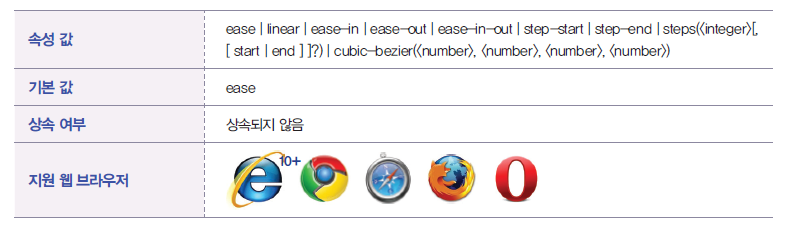 속성 값
ease | linear | ease-in | ease-out | ease-in-out | step-start | step-end | steps(⟨integer⟩[,
[ start | end ] ]?) | cubic-bezier(⟨number⟩, ⟨number⟩, ⟨number⟩, ⟨number⟩)
기본 값
ease
상속 여부
상속되지 않음
지원 웹 브라우저
10+